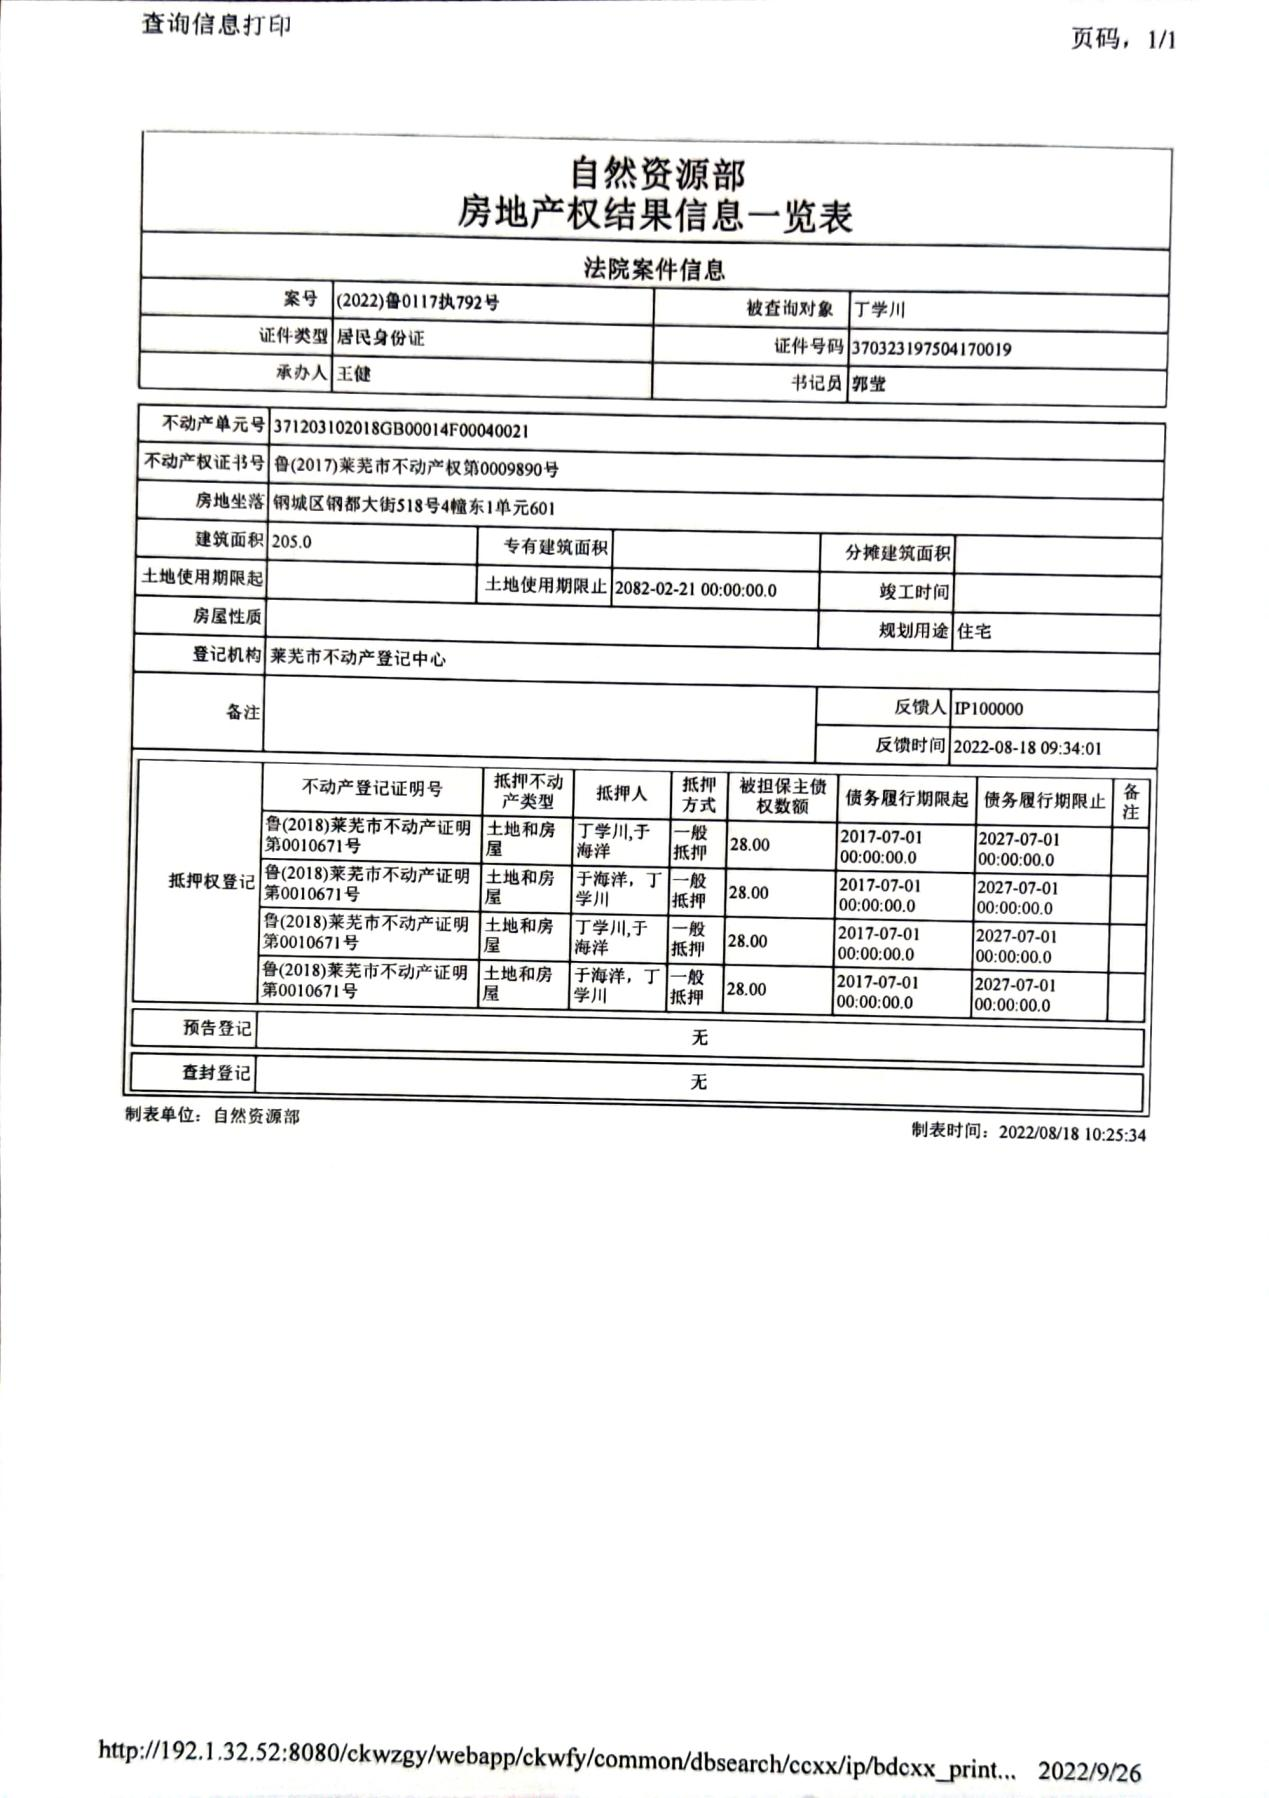 查询信息打印
页码，1/1
自然资源部
房地产权结果信息一览表
法院案件信息
案号 (2022)鲁0117执792号 被查询对象 丁学川
证件类型 居民身份证 证件号码 370323197504170019
承办人 王健 书记员 郭莹
不动产单元号 371203102018GB00014F00040021
不动产权证书号 鲁(2017)莱芜市不动产权第0009890号
房地坐落 钢城区钢都大街518号4幢东1单元601
建筑面积 205.0 专有建筑面积 分摊建筑面积
土地使用期限起 土地使用期限止 2082-02-21 00:00:00.0 竣工时间
房屋性质 规划用途 住宅
登记机构 莱芜市不动产登记中心
备注 反馈人 IP100000
反馈时间 2022-08-18 09:34:01
抵押权登记
不动产登记证明号 抵押不动 抵押人 抵押 被担保主债 债务履行期限起 债务履行期限止 备
产类型 方式 权数额 注
鲁(2018)莱芜市不动产证明 土地和房 丁学川,于 一般 28.00 2017-07-01 2027-07-01
第0010671号 屋 海洋 抵押 00:00:00.0 00:00:00.0
鲁(2018)莱芜市不动产证明 土地和房 于海洋，丁 一般 28.00 2017-07-01 2027-07-01
第0010671号 屋 学川 抵押 00:00:00.0 00:00:00.0
鲁(2018)莱芜市不动产证明 土地和房 丁学川,于 一般 28.00 2017-07-01 2027-07-01
第0010671号 屋 海洋 抵押 00:00:00.0 00:00:00.0
鲁(2018)莱芜市不动产证明 土地和房 于海洋，丁 一般 28.00 2017-07-01 2027-07-01
第0010671号 屋 学川 抵押 00:00:00.0 00:00:00.0
预告登记 无
查封登记 无
制表单位：自然资源部
制表时间：2022/08/18 10:25:34
http://192.1.32.52:8080/ckwzgy/webapp/ckwfy/common/dbsearch/ccxx/ip/bdcxx_print... 2022/9/26